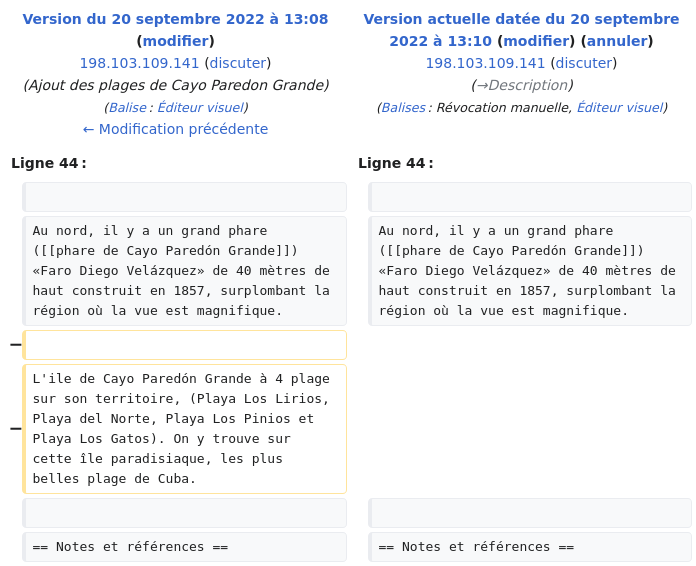 Version du 20 septembre 2022 à 13:08
(modifier)
198.103.109.141 (discuter)
(Ajout des plages de Cayo Paredon Grande)
(Balise : Éditeur visuel)
← Modification précédente
Version actuelle datée du 20 septembre
2022 à 13:10 (modifier) (annuler)
198.103.109.141 (discuter)
(→Description)
(Balises : Révocation manuelle, Éditeur visuel)
Ligne 44 :
Ligne 44 :
Au nord, il y a un grand phare
([[phare de Cayo Paredón Grande]])
«Faro Diego Velázquez» de 40 mètres de
haut construit en 1857, surplombant la
région où la vue est magnifique.
Au nord, il y a un grand phare
([[phare de Cayo Paredón Grande]])
«Faro Diego Velázquez» de 40 mètres de
haut construit en 1857, surplombant la
région où la vue est magnifique.
−
−
L'ile de Cayo Paredón Grande à 4 plage
sur son territoire, (Playa Los Lirios,
Playa del Norte, Playa Los Pinios et
Playa Los Gatos). On y trouve sur
cette île paradisiaque, les plus
belles plage de Cuba.
== Notes et références ==
== Notes et références ==